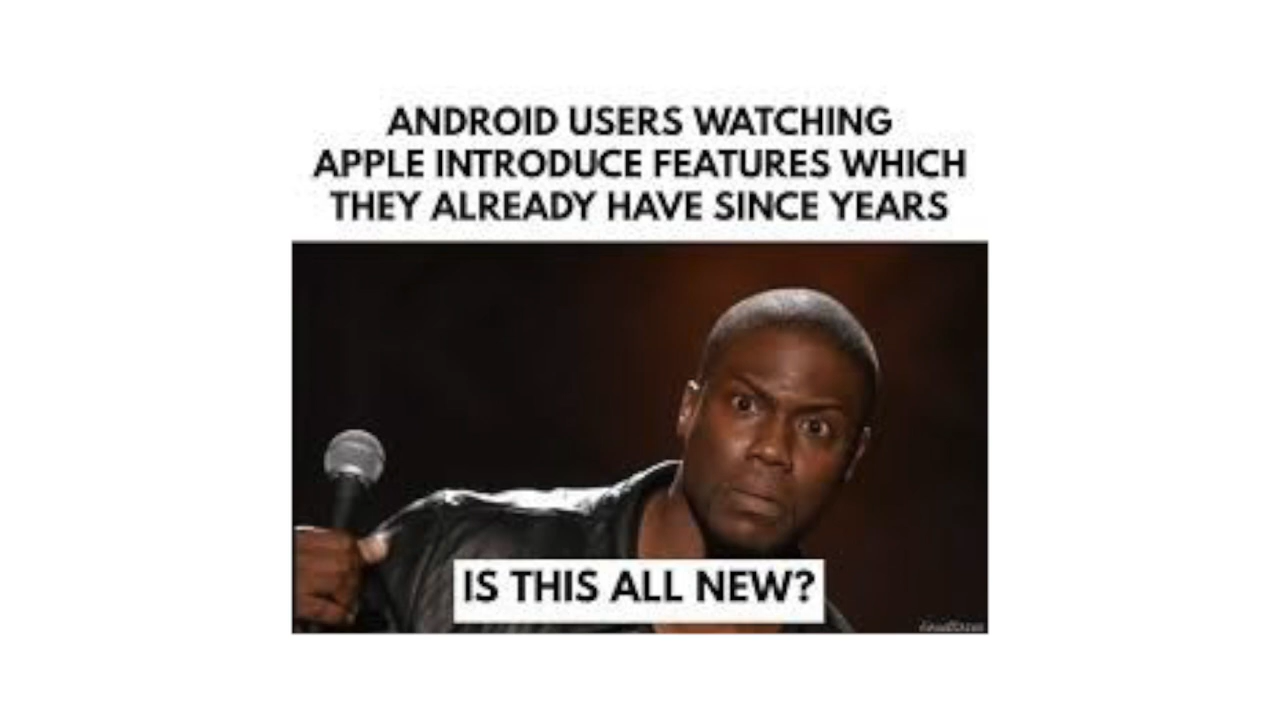 ANDROID USERS WATCHING
APPLE INTRODUCE FEATURES WHICH
THEY ALREADY HAVE SINCE YEARS
IS THIS ALL NEW?